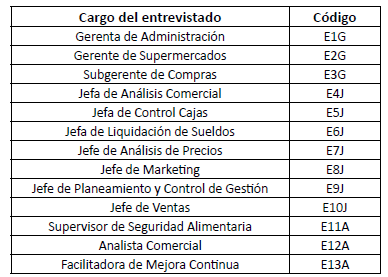 Cargo del entrevistado Código
Gerenta de Administración E1G
Gerente de Supermercados E2G
Subgerente de Compras E3G
Jefa de Análisis Comercial E4J
Jefa de Control Cajas E5J
Jefa de Liquidación de Sueldos E6J
Jefe de Análisis de Precios E7J
Jefe de Marketing E8J
Jefe de Planeamiento y Control de Gestión E9J
Jefe de Ventas E10J
Supervisor de Seguridad Alimentaria E11A
Analista Comercial E12A
Facilitadora de Mejora Continua E13A